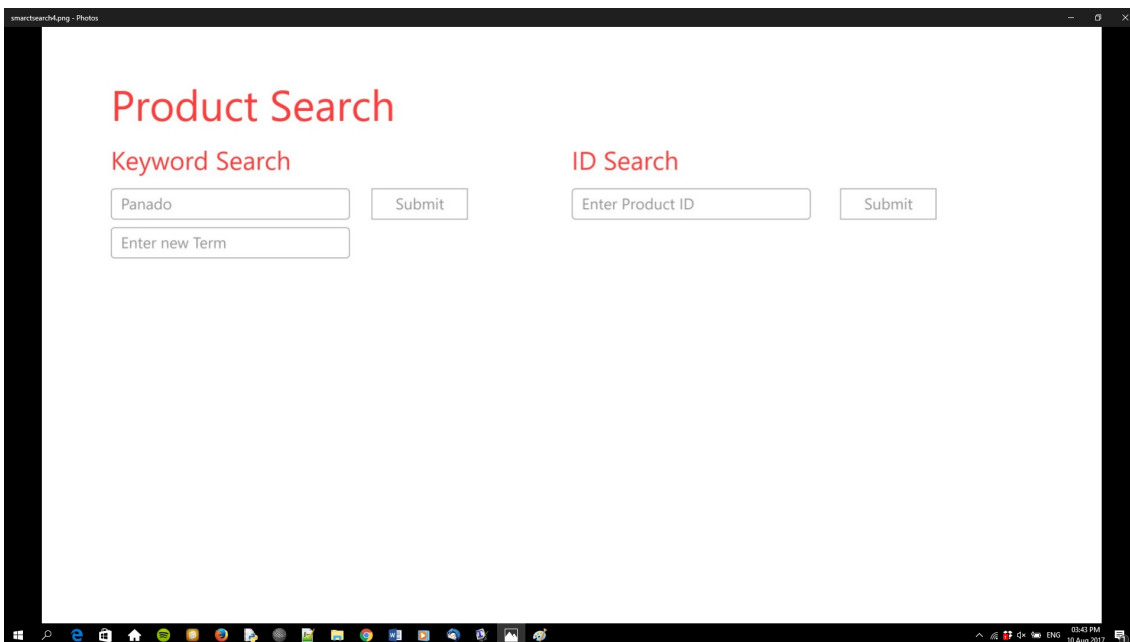 smarctsearch4.png - Photos
Product Search
Keyword Search
Panado
Submit
Enter new Term
ID Search
Enter Product ID
Submit
ENG
03:43 PM
10 Aug 2017